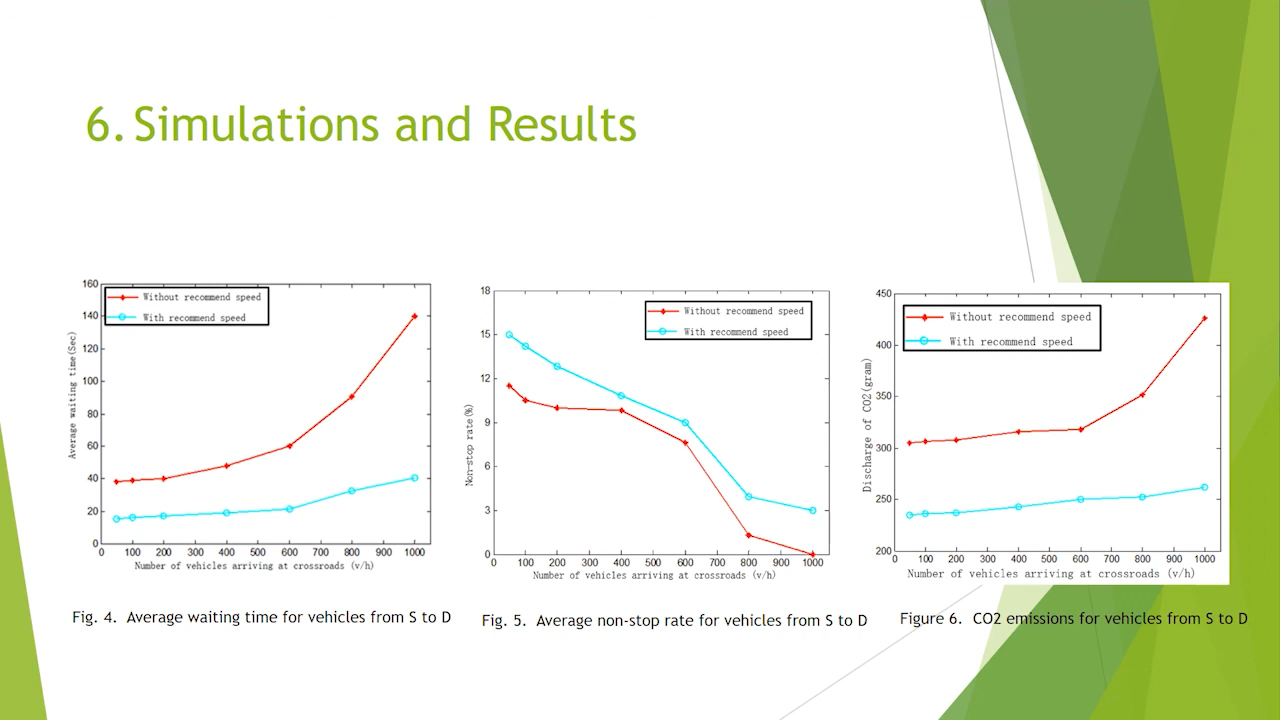 6. Simulations and Results
160
140
120
100
80
60
40
20
0
Average waiting time(Sec)
Without recommend speed
With recommend speed
0 100 200 300 400 500 600 700 800 900 1000
Number of vehicles arriving at crossroads (v/h)
Fig. 4. Average waiting time for vehicles from S to D
18
15
12
9
6
3
0
Non-stop rate(%)
Without recommend speed
With recommend speed
0 100 200 300 400 500 600 700 800 900 1000
Number of vehicles arriving at crossroads (v/h)
Fig. 5. Average non-stop rate for vehicles from S to D
450
400
350
300
250
200
Discharge of CO2(gram)
Without recommend speed
With recommend speed
0 100 200 300 400 500 600 700 800 900 1000
Number of vehicles arriving at crossroads (v/h)
Figure 6. CO2 emissions for vehicles from S to D